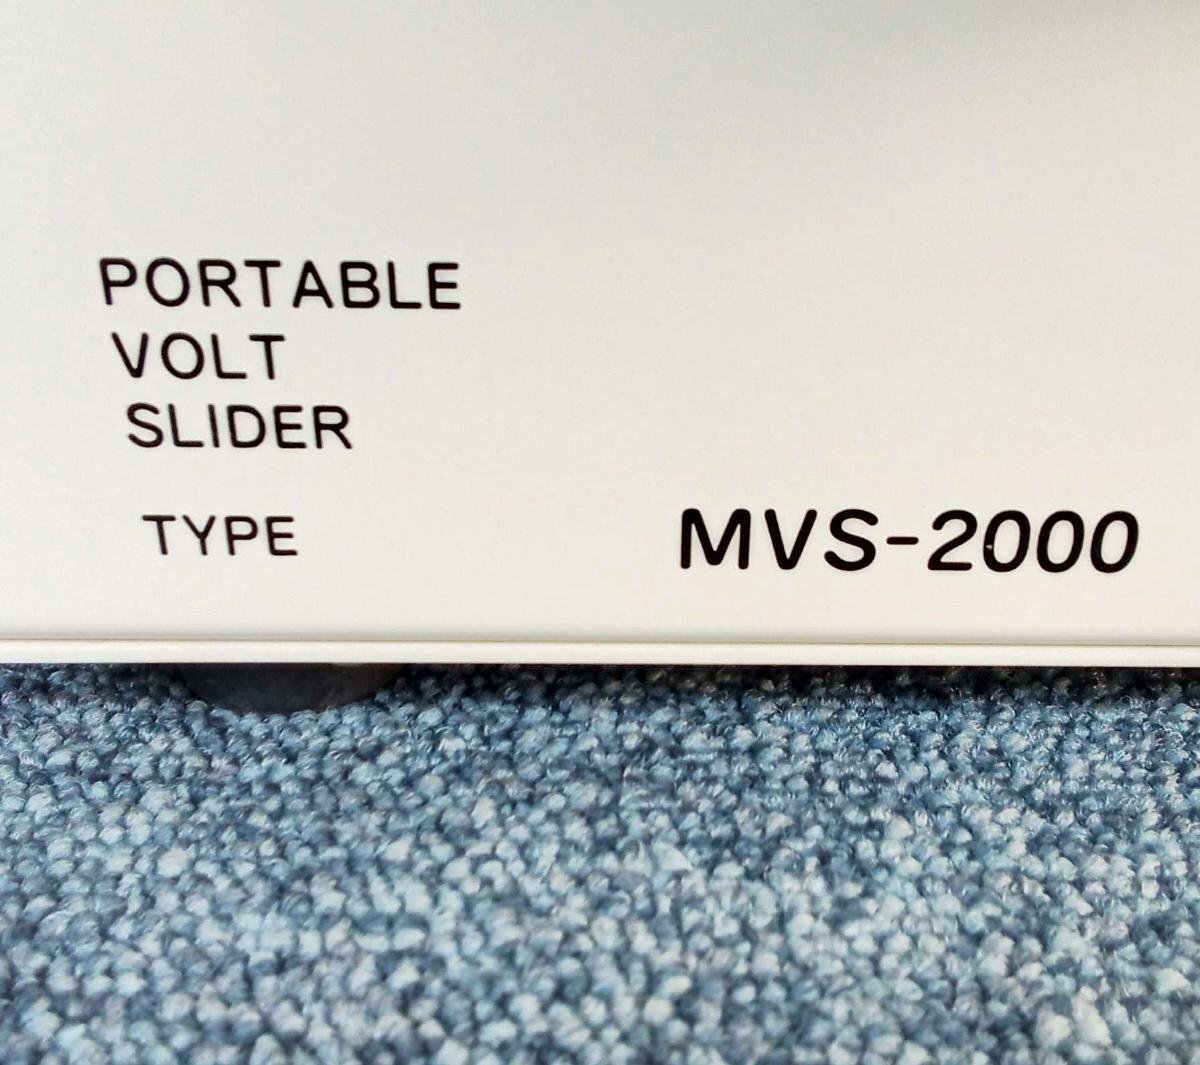 PORTABLE
VOLT
SLIDER
TYPE MVS-2000